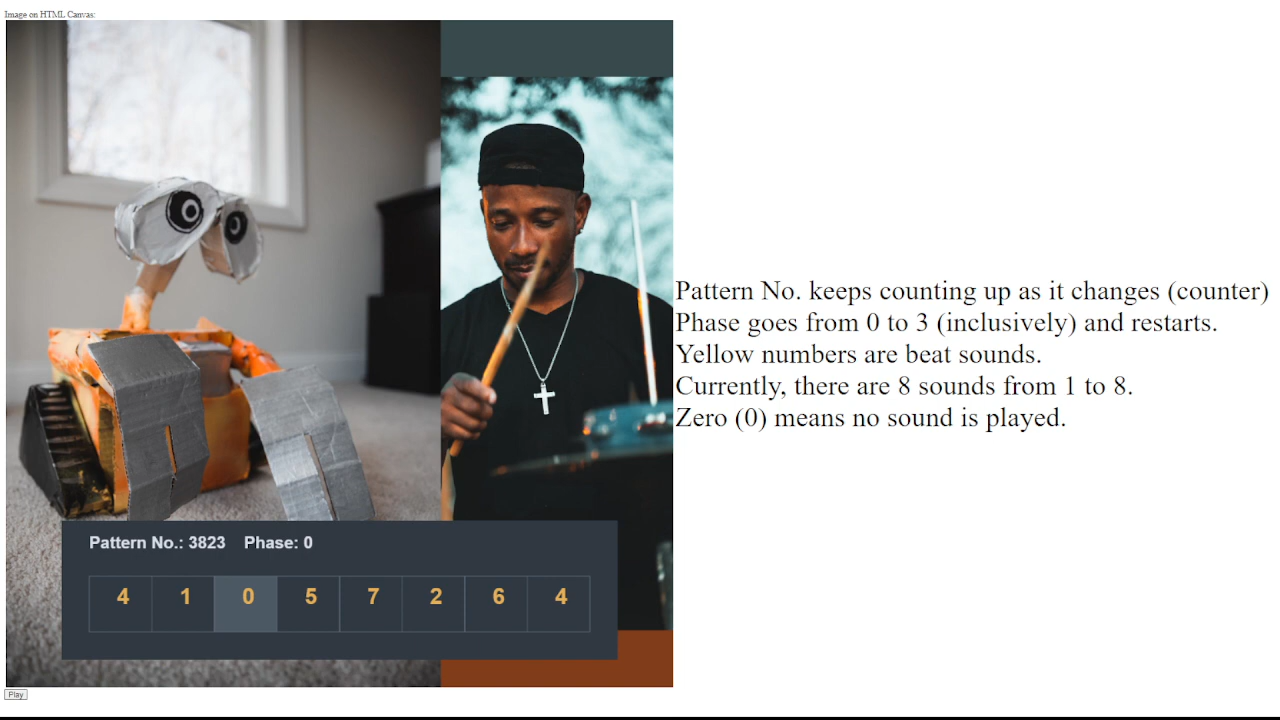 Image on HTML Canvas:
Pattern No. keeps counting up as it changes (counter)
Phase goes from 0 to 3 (inclusively) and restarts.
Yellow numbers are beat sounds.
Currently, there are 8 sounds from 1 to 8.
Zero (0) means no sound is played.
Pattern No.: 3823 Phase: 0
4 1 0 5 7 2 6 4
Play